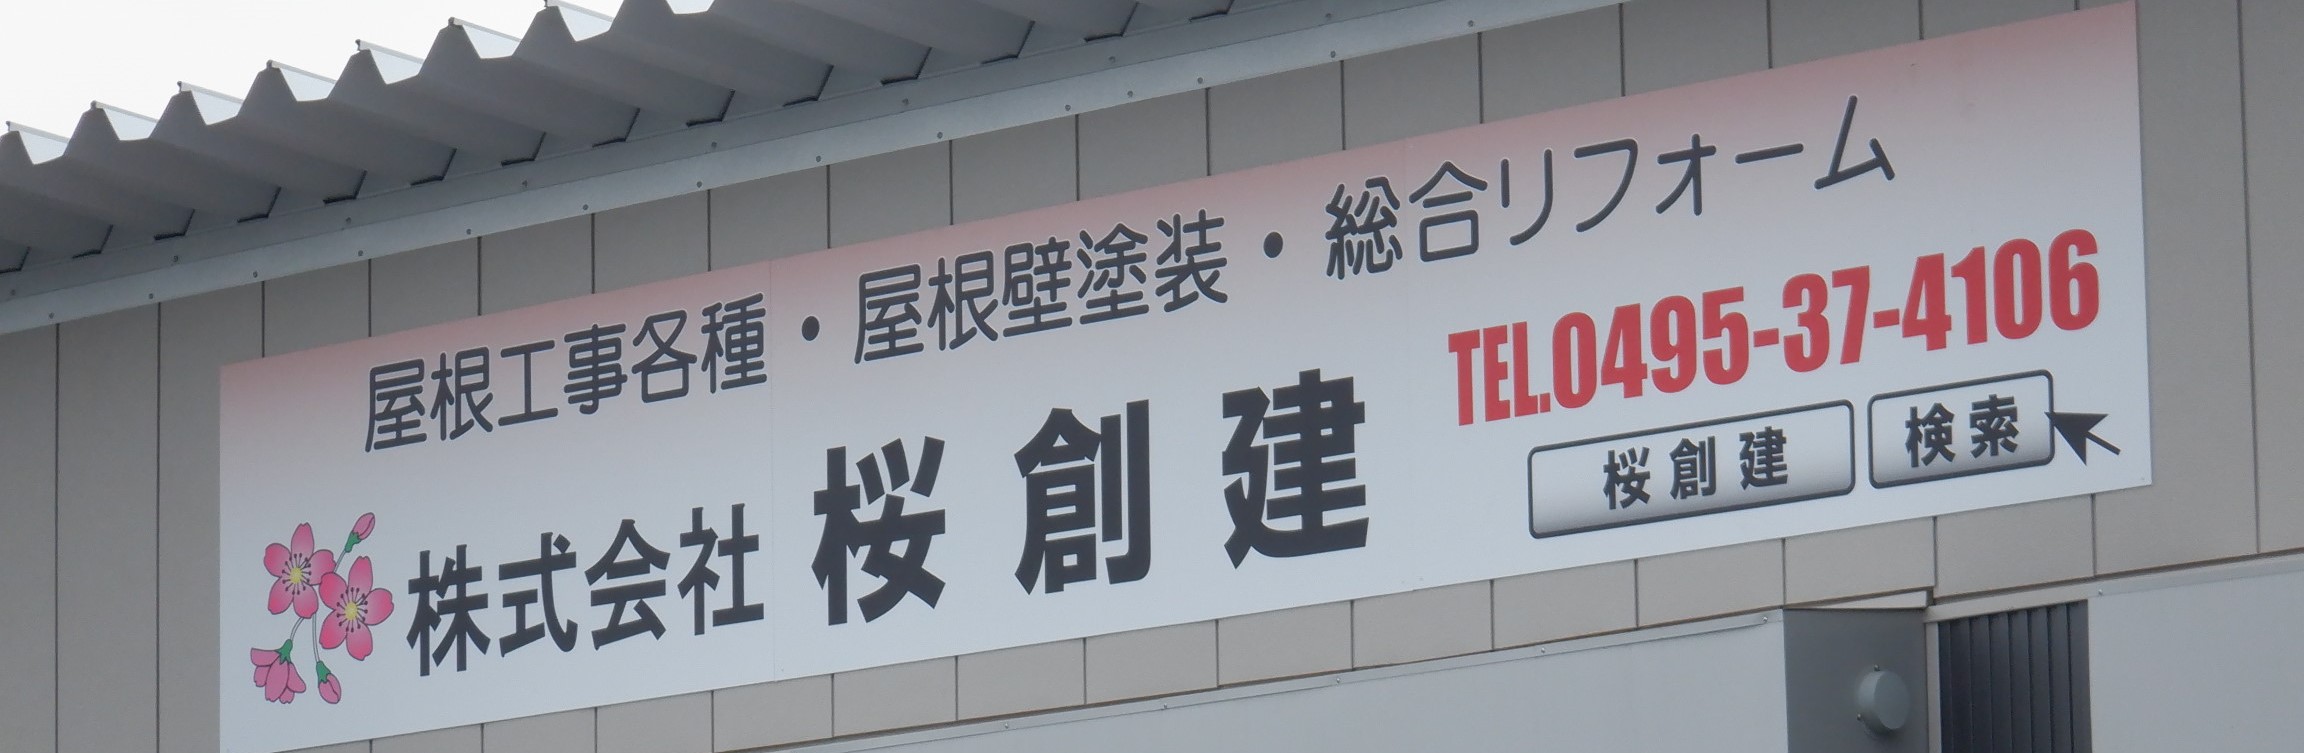 屋根工事各種・屋根壁塗装・総合リフォーム
株式会社 桜創建
TEL.0495-37-4106
桜創建 検索